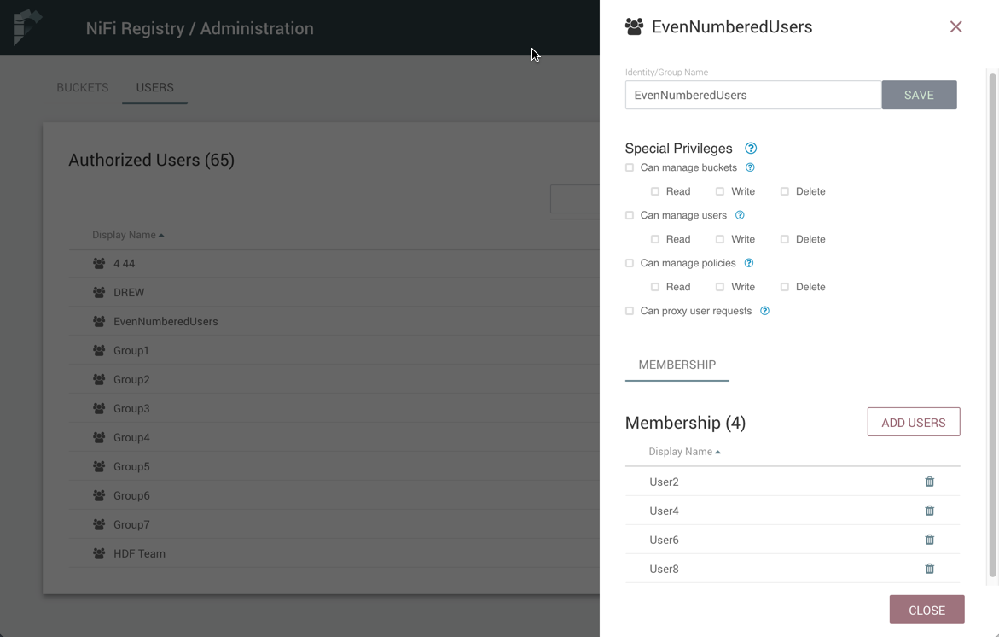 NiFi Registry / Administration
BUCKETS
USERS
Authorized Users (65)
Display Name
4 44
DREW
EvenNumberedUsers
Group1
Group2
Group3
Group4
Group5
Group6
Group7
HDF Team
EvenNumberedUsers
Identity/Group Name
EvenNumberedUsers
SAVE
Special Privileges ?
Can manage buckets ?
Read Write Delete
Can manage users ?
Read Write Delete
Can manage policies ?
Read Write Delete
Can proxy user requests ?
MEMBERSHIP
Membership (4)
ADD USERS
Display Name
User2
User4
User6
User8
CLOSE